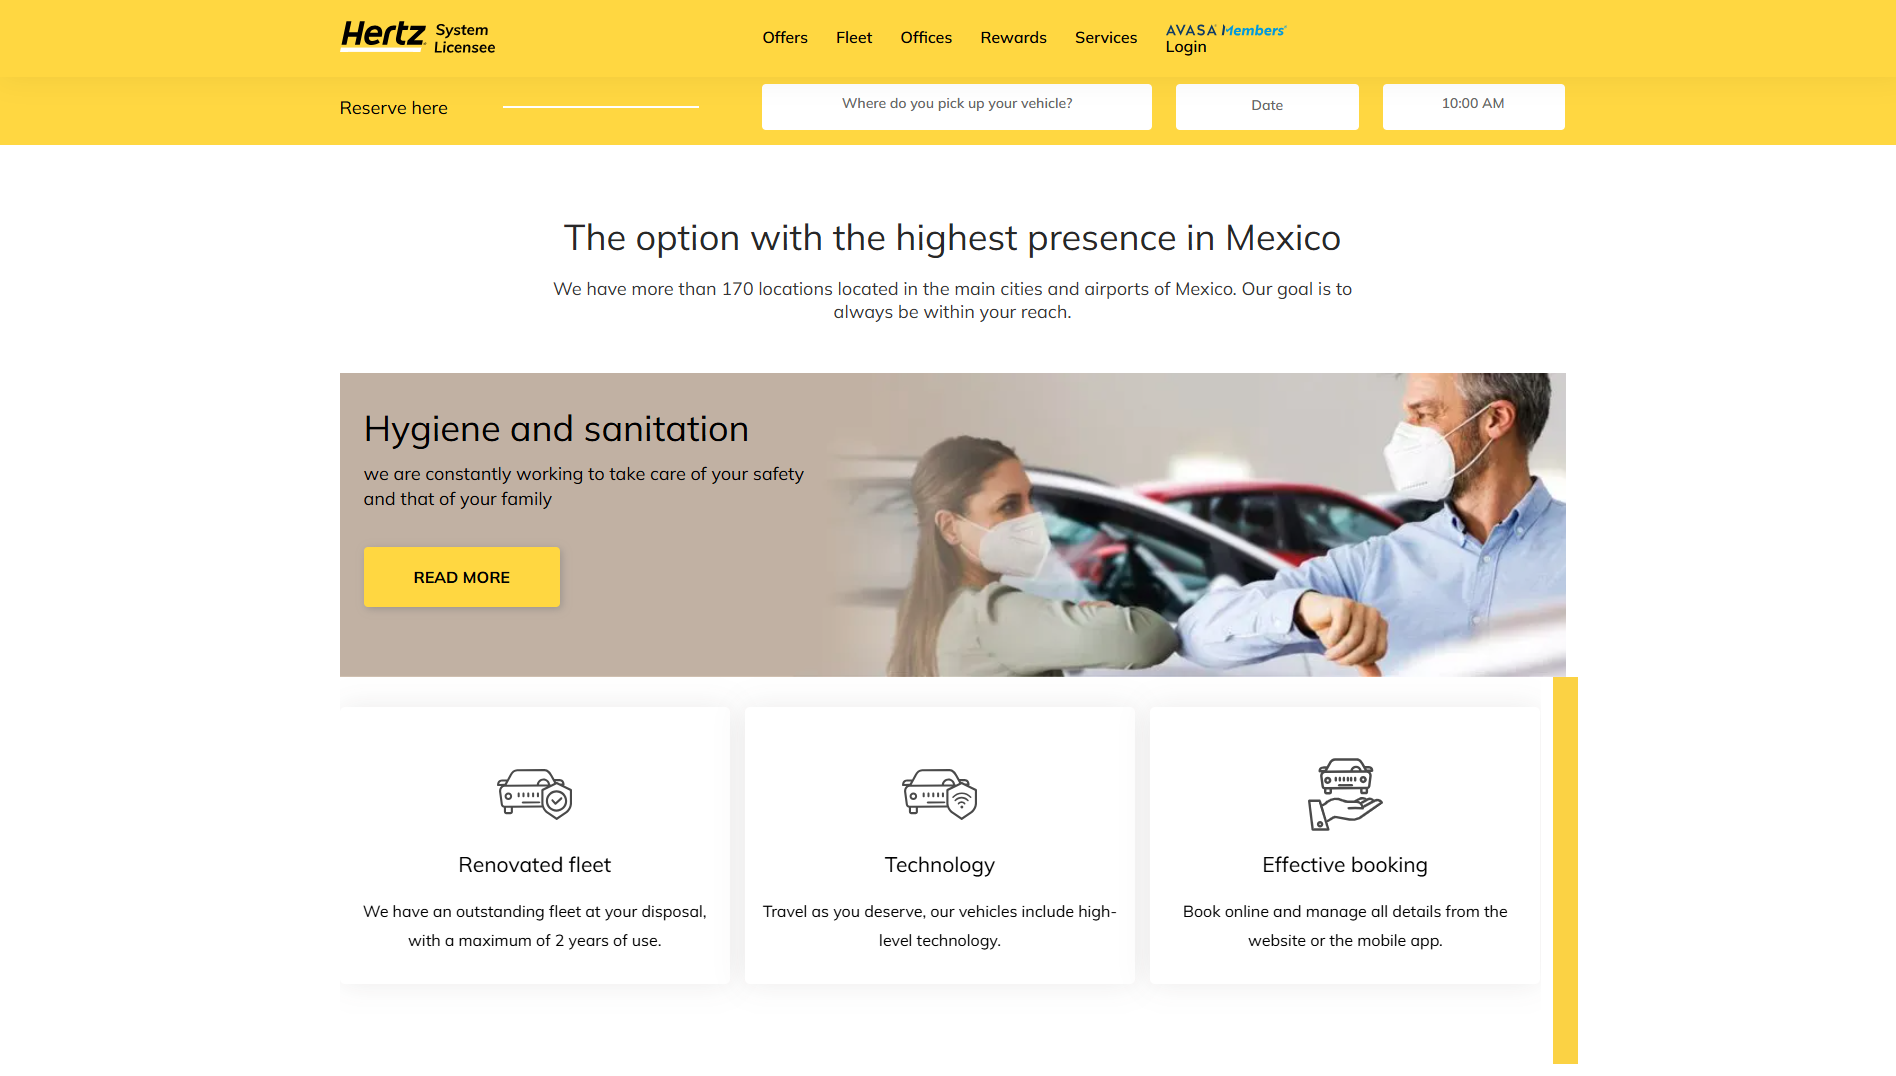 Hertz System
Licensee
Offers Fleet Offices Rewards Services AVASA Members
Login
Reserve here
Where do you pick up your vehicle? Date 10:00 AM
The option with the highest presence in Mexico
We have more than 170 locations located in the main cities and airports of Mexico. Our goal is to
always be within your reach.
Hygiene and sanitation
we are constantly working to take care of your safety
and that of your family
READ MORE
Renovated fleet
We have an outstanding fleet at your disposal,
with a maximum of 2 years of use.
Technology
Travel as you deserve, our vehicles include high-
level technology.
Effective booking
Book online and manage all details from the
website or the mobile app.